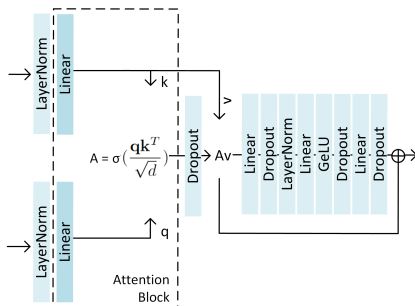 LayerNorm
Linear
k
v
A = σ(qk^T/√d)
Dropout
Av
Linear
Dropout
LayerNorm
Linear
GeLU
Dropout
Linear
Dropout
LayerNorm
Linear
q
Attention
Block